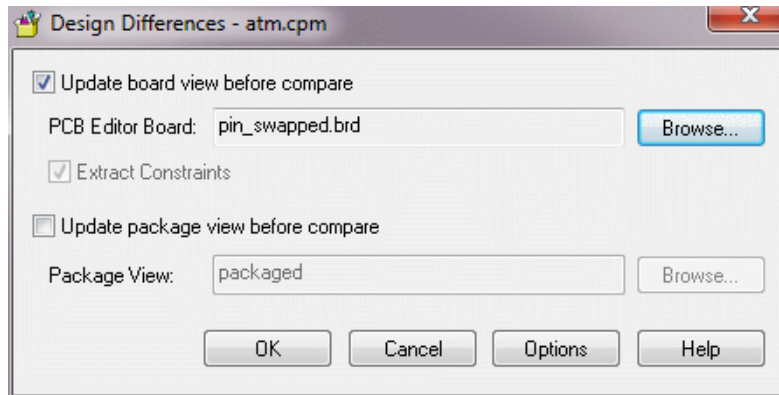 Design Differences - atm.cpm
Update board view before compare
PCB Editor Board: pin_swapped.brd Browse...
Extract Constraints
Update package view before compare
Package View: packaged Browse...
OK Cancel Options Help